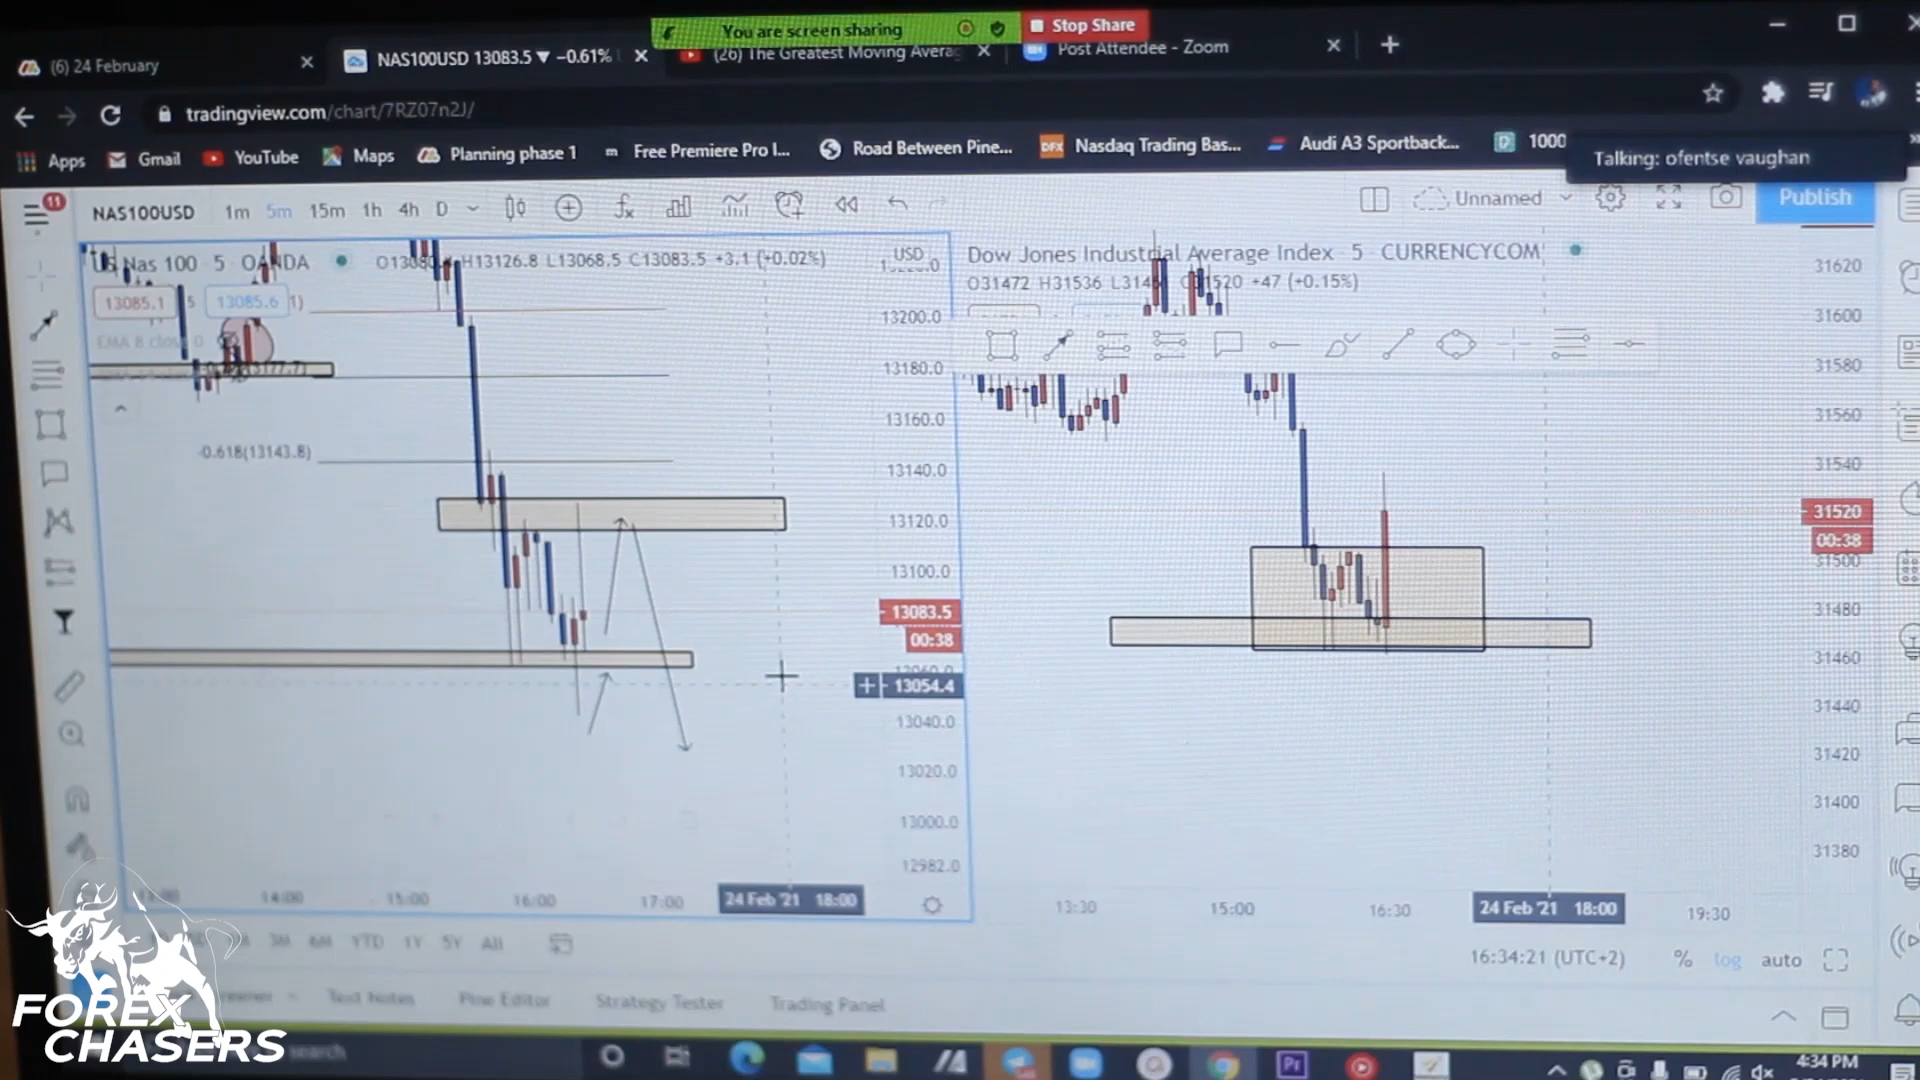 You are screen sharing
Stop Share
(6) 24 February
NAS100USD 13083.5 ▼ −0.61%
(26) The Greatest Moving Avera
Post Attendee - Zoom
tradingview.com/chart/7RZ07n2J/
Apps
Gmail
YouTube
Maps
Planning phase 1
Free Premiere Pro I...
Road Between Pine...
DFX
Nasdaq Trading Bas...
Audi A3 Sportback...
1000
Talking: ofentse vaughan
11
NAS100USD
1m
5m
15m
1h
4h
D
Unnamed
Publish
US Nas 100 · 5 · OANDA
H13126.8 L13068.5 C13083.5 +3.1 (+0.02%)
USD
13085.1
13085.6
-0.618(13143.8)
13200.0
13180.0
13160.0
13140.0
13120.0
13100.0
13083.5
00:38
13054.4
13040.0
13020.0
13000.0
12982.0
14:00
15:00
16:00
17:00
24 Feb '21 18:00
Dow Jones Industrial Average Index · 5 · CURRENCYCOM
O31472 H31536
+47 (+0.15%)
31620
31600
31580
31560
31540
31520
00:38
31500
31480
31460
31440
31420
31400
31380
13:30
15:00
16:30
24 Feb '21 18:00
19:30
3M
6M
YTD
1Y
5Y
All
16:34:21 (UTC+2)
%
log
auto
Text Notes
Pine Editor
Strategy Tester
Trading Panel
FOREX
CHASERS
search
Pr
4:34 PM